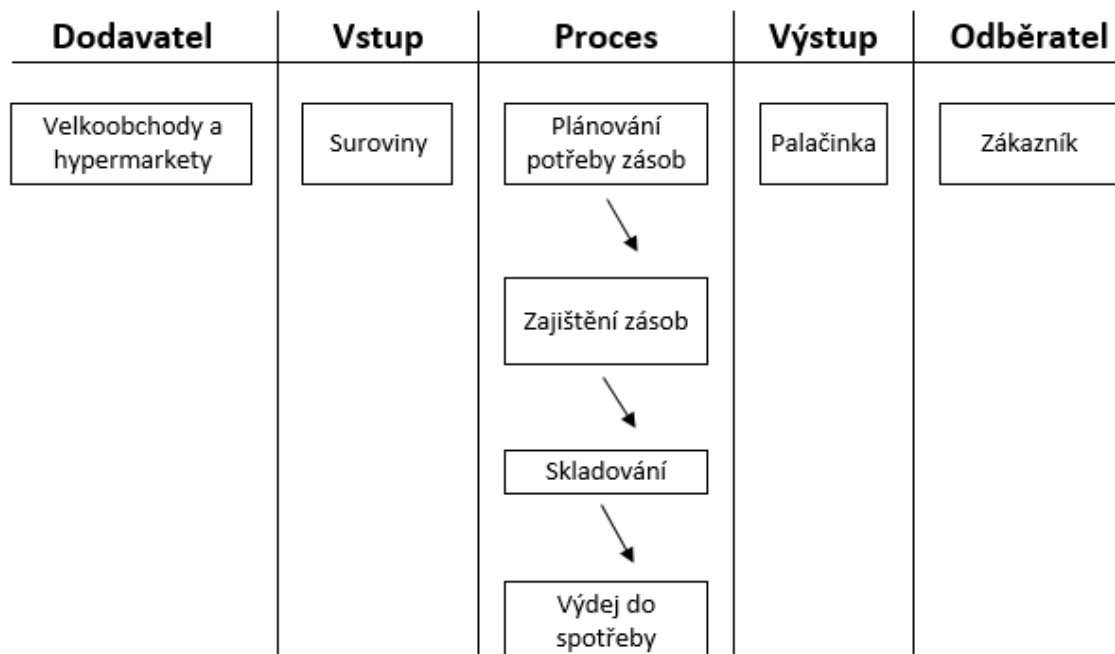 Dodavatel Vstup Proces Výstup Odběratel
Velkoobchody a
hypermarkety
Suroviny
Plánování
potřeby zásob
Palačinka
Zákazník
Zajištění zásob
Skladování
Výdej do
spotřeby